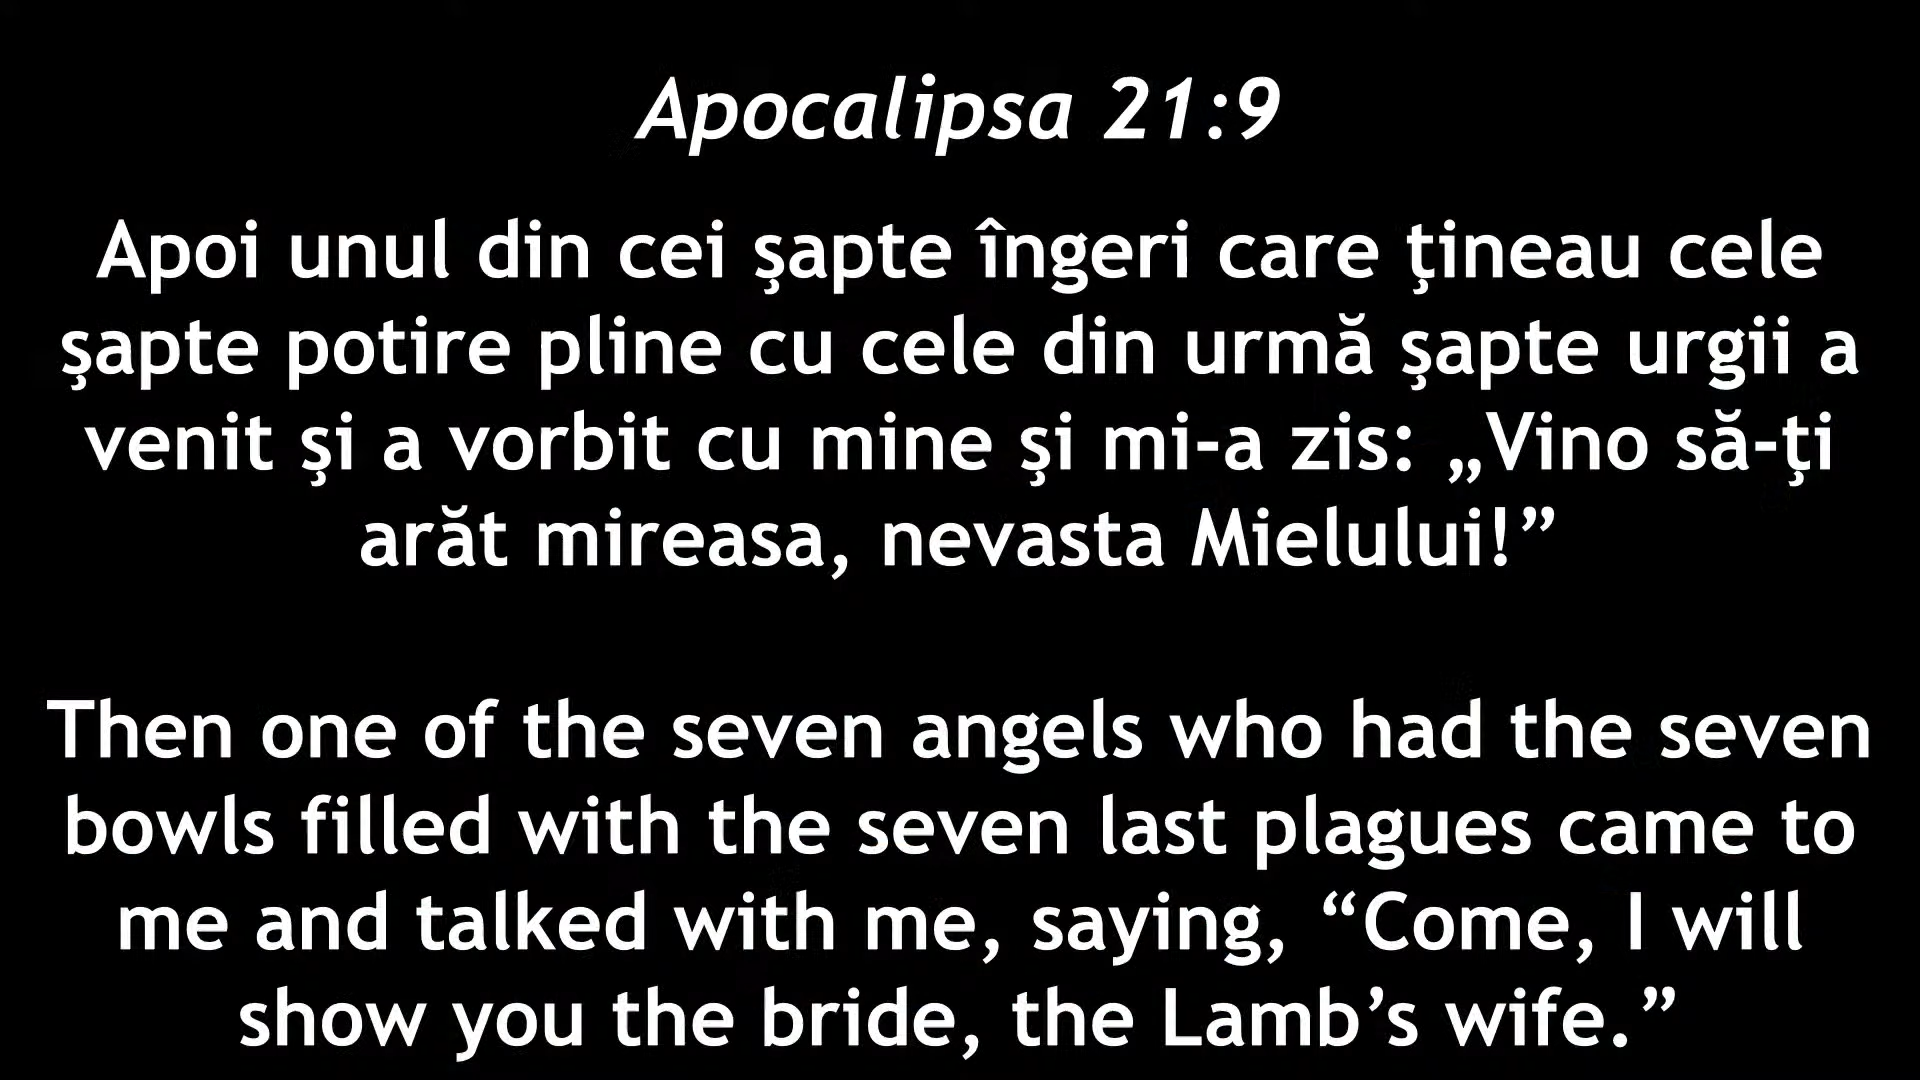 Apocalipsa 21:9
Apoi unul din cei şapte îngeri care ţineau cele
şapte potire pline cu cele din urmă şapte urgii a
venit şi a vorbit cu mine şi mi-a zis: „Vino să-ţi
arăt mireasa, nevasta Mielului!”
Then one of the seven angels who had the seven
bowls filled with the seven last plagues came to
me and talked with me, saying, “Come, I will
show you the bride, the Lamb’s wife.”